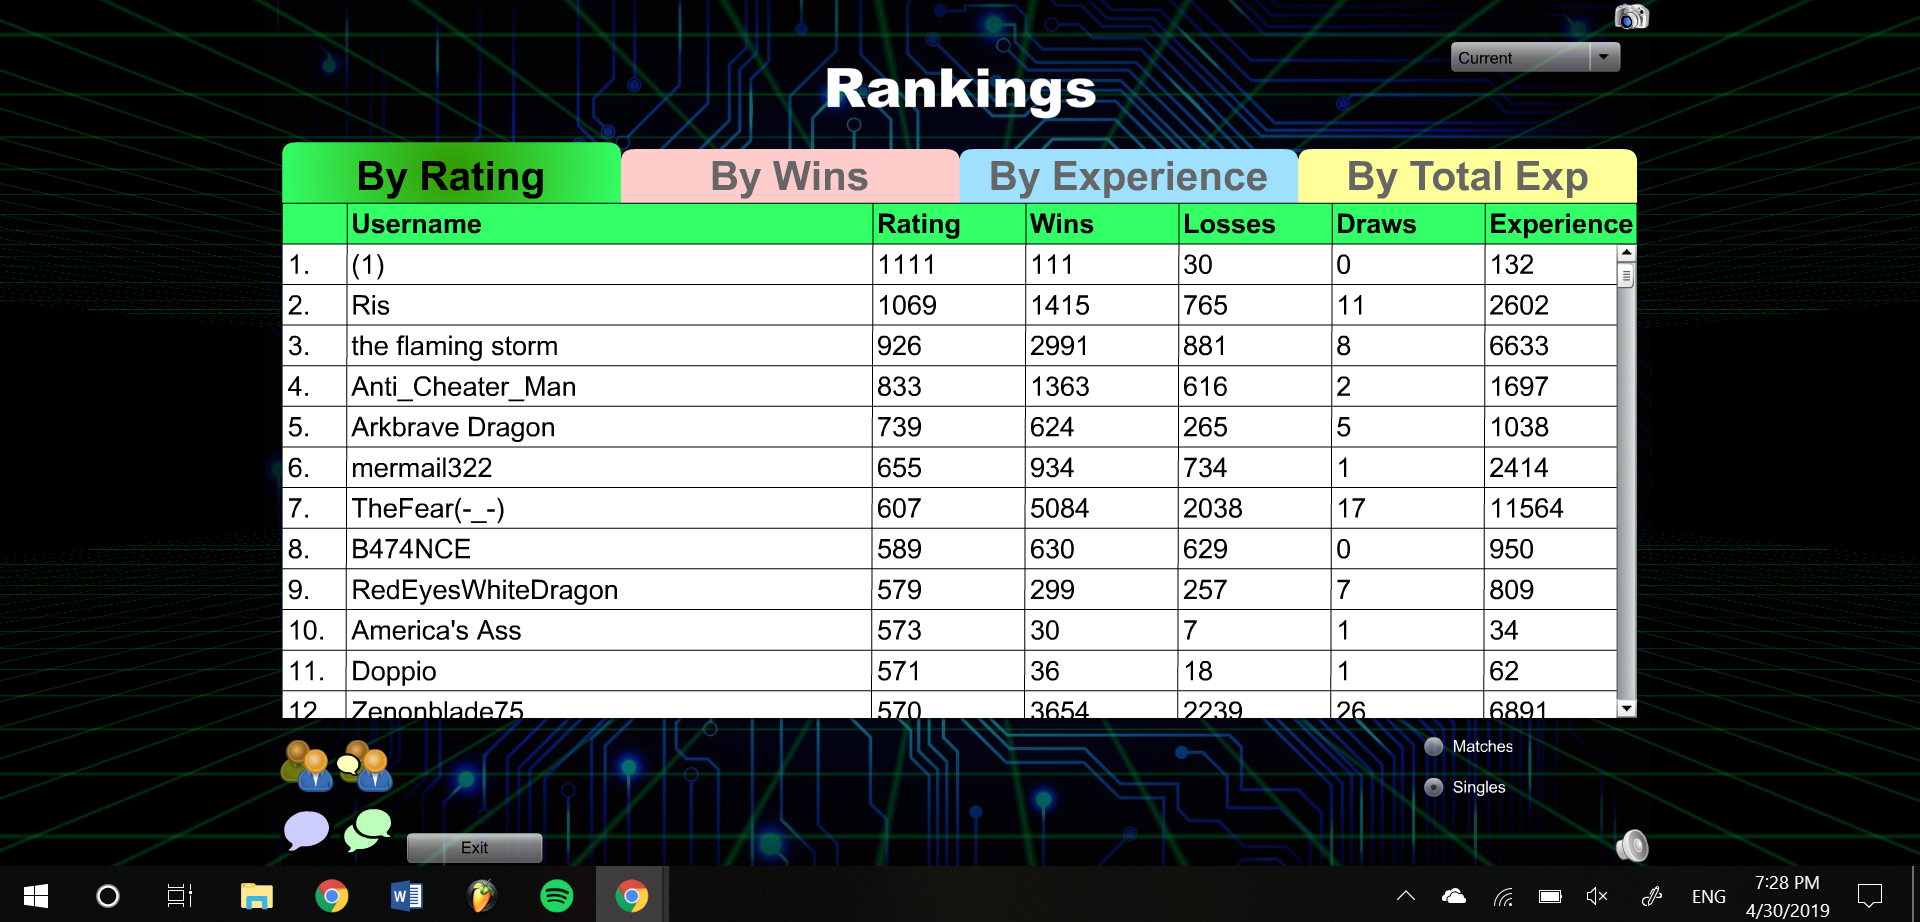 Current
Rankings
By Rating By Wins By Experience By Total Exp
Username Rating Wins Losses Draws Experience
1. (1) 1111 111 30 0 132
2. Ris 1069 1415 765 11 2602
3. the flaming storm 926 2991 881 8 6633
4. Anti_Cheater_Man 833 1363 616 2 1697
5. Arkbrave Dragon 739 624 265 5 1038
6. mermail322 655 934 734 1 2414
7. TheFear(-_-) 607 5084 2038 17 11564
8. B474NCE 589 630 629 0 950
9. RedEyesWhiteDragon 579 299 257 7 809
10. America's Ass 573 30 7 1 34
11. Doppio 571 36 18 1 62
12. Zenonblade75 570 3654 2239 26 6891
Matches
Singles
Exit
W
ENG
7:28 PM
4/30/2019